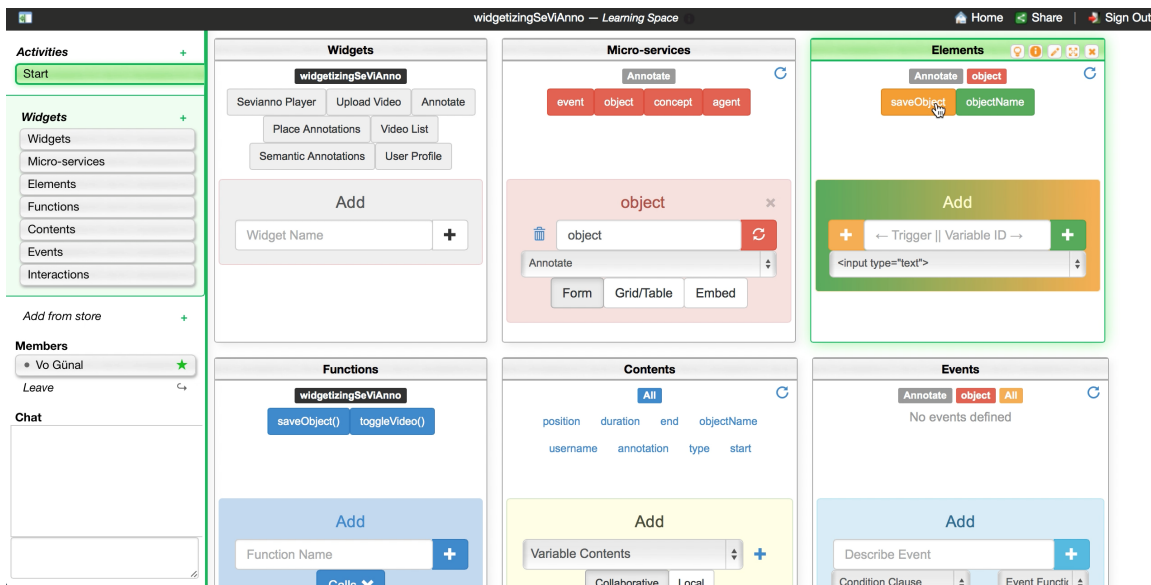 widgetizingSeViAnno — Learning Space
Home Share Sign Out
Activities +
Start
Widgets +
Widgets
Micro-services
Elements
Functions
Contents
Events
Interactions
Add from store +
Members
Vo Günal
Leave
Chat
Widgets
widgetizingSeViAnno
Sevianno Player Upload Video Annotate
Place Annotations Video List
Semantic Annotations User Profile
Add
Widget Name +
Micro-services
Annotate
event object concept agent
object ×
object
Annotate
Form Grid/Table Embed
Elements
Annotate object
saveObject objectName
Add
+ ← Trigger || Variable ID → +
<input type="text">
Functions
widgetizingSeViAnno
saveObject() toggleVideo()
Add
Function Name +
Calls
Contents
All
position duration end objectName
username annotation type start
Add
Variable Contents +
Collaborative Local
Events
Annotate object All
No events defined
Add
Describe Event +
Condition Clause Event Functi